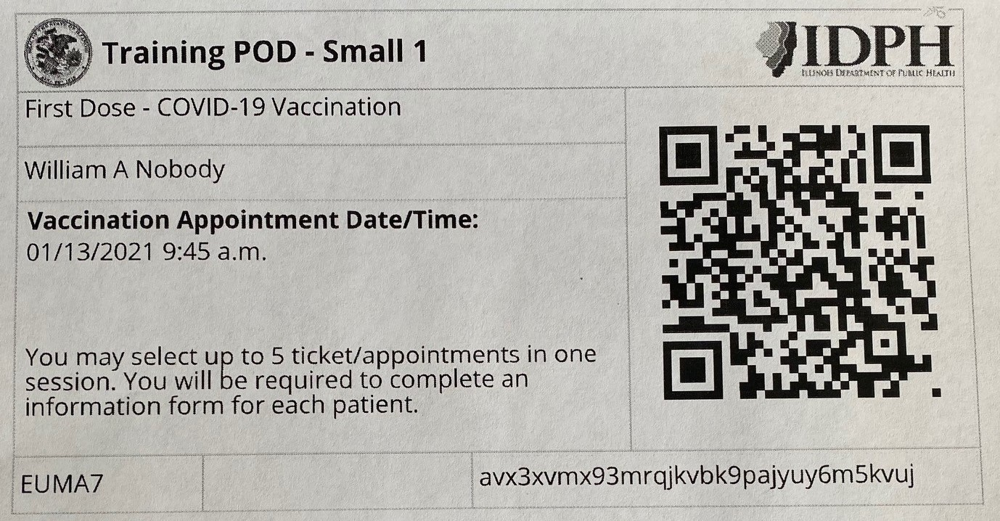 Training POD - Small 1
IDPH
ILLINOIS DEPARTMENT OF PUBLIC HEALTH
First Dose - COVID-19 Vaccination
William A Nobody
Vaccination Appointment Date/Time:
01/13/2021 9:45 a.m.
You may select up to 5 ticket/appointments in one
session. You will be required to complete an
information form for each patient.
EUMA7
avx3xvmx93mrqjkvbk9pajyuy6m5kvuj